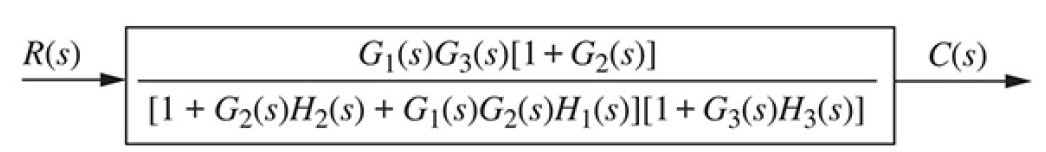 R(s)
G₁(s)G₃(s)[1 + G₂(s)]
[1 + G₂(s)H₂(s) + G₁(s)G₂(s)H₁(s)][1 + G₃(s)H₃(s)]
C(s)